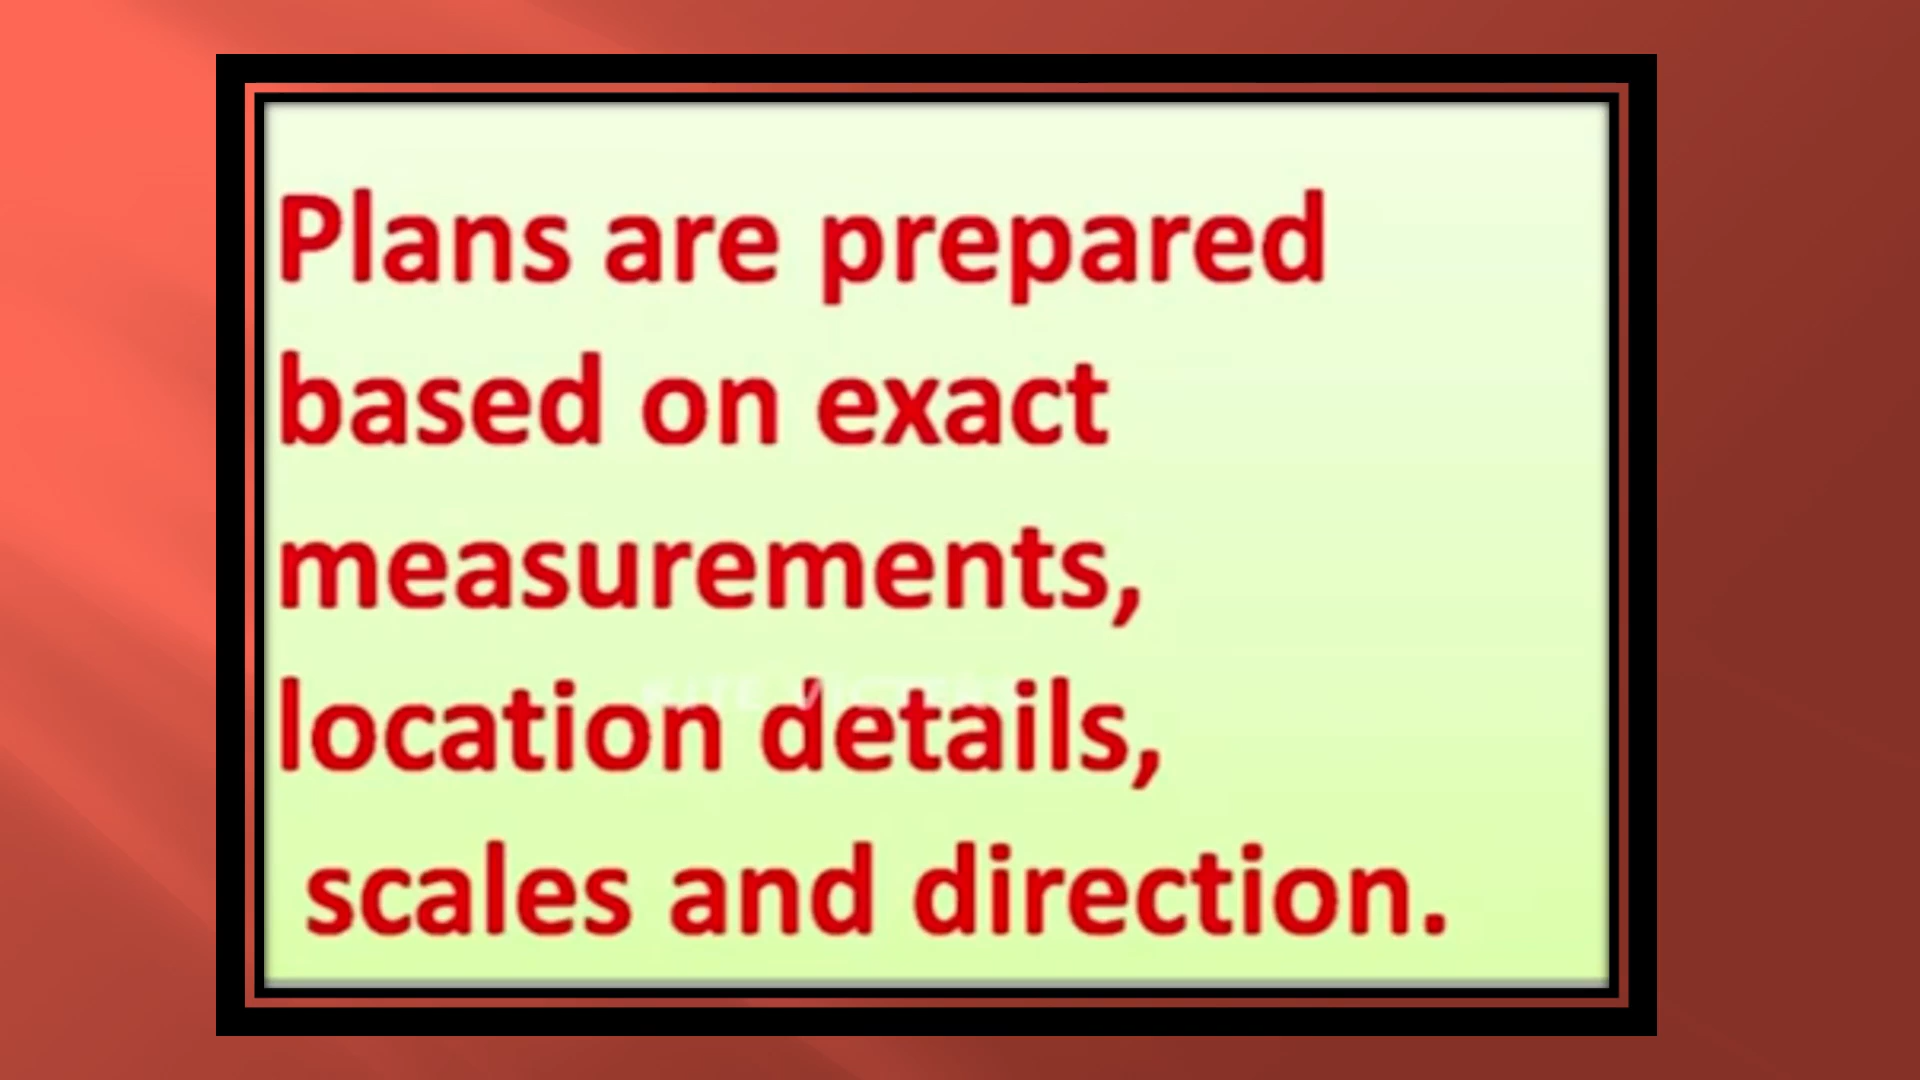 Plans are prepared
based on exact
measurements,
location details,
scales and direction.